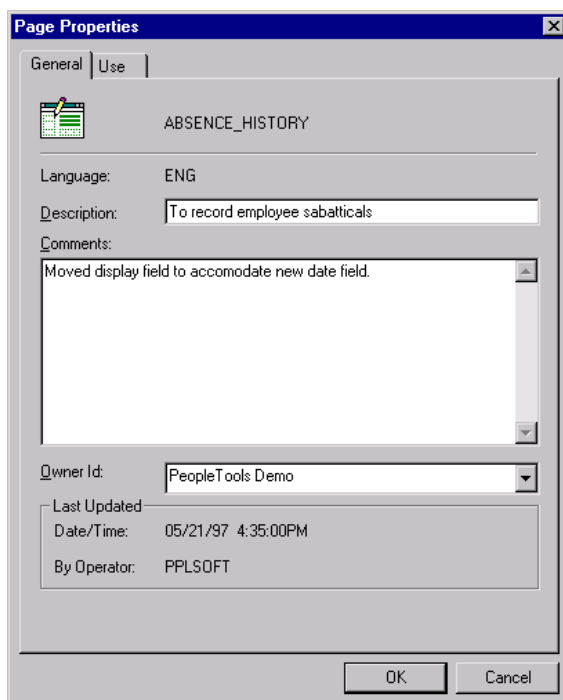 Page Properties
General Use
ABSENCE_HISTORY
Language: ENG
Description: To record employee sabatticals
Comments:
Moved display field to accomodate new date field.
Owner Id: PeopleTools Demo
Last Updated
Date/Time: 05/21/97 4:35:00PM
By Operator: PPLSOFT
OK Cancel